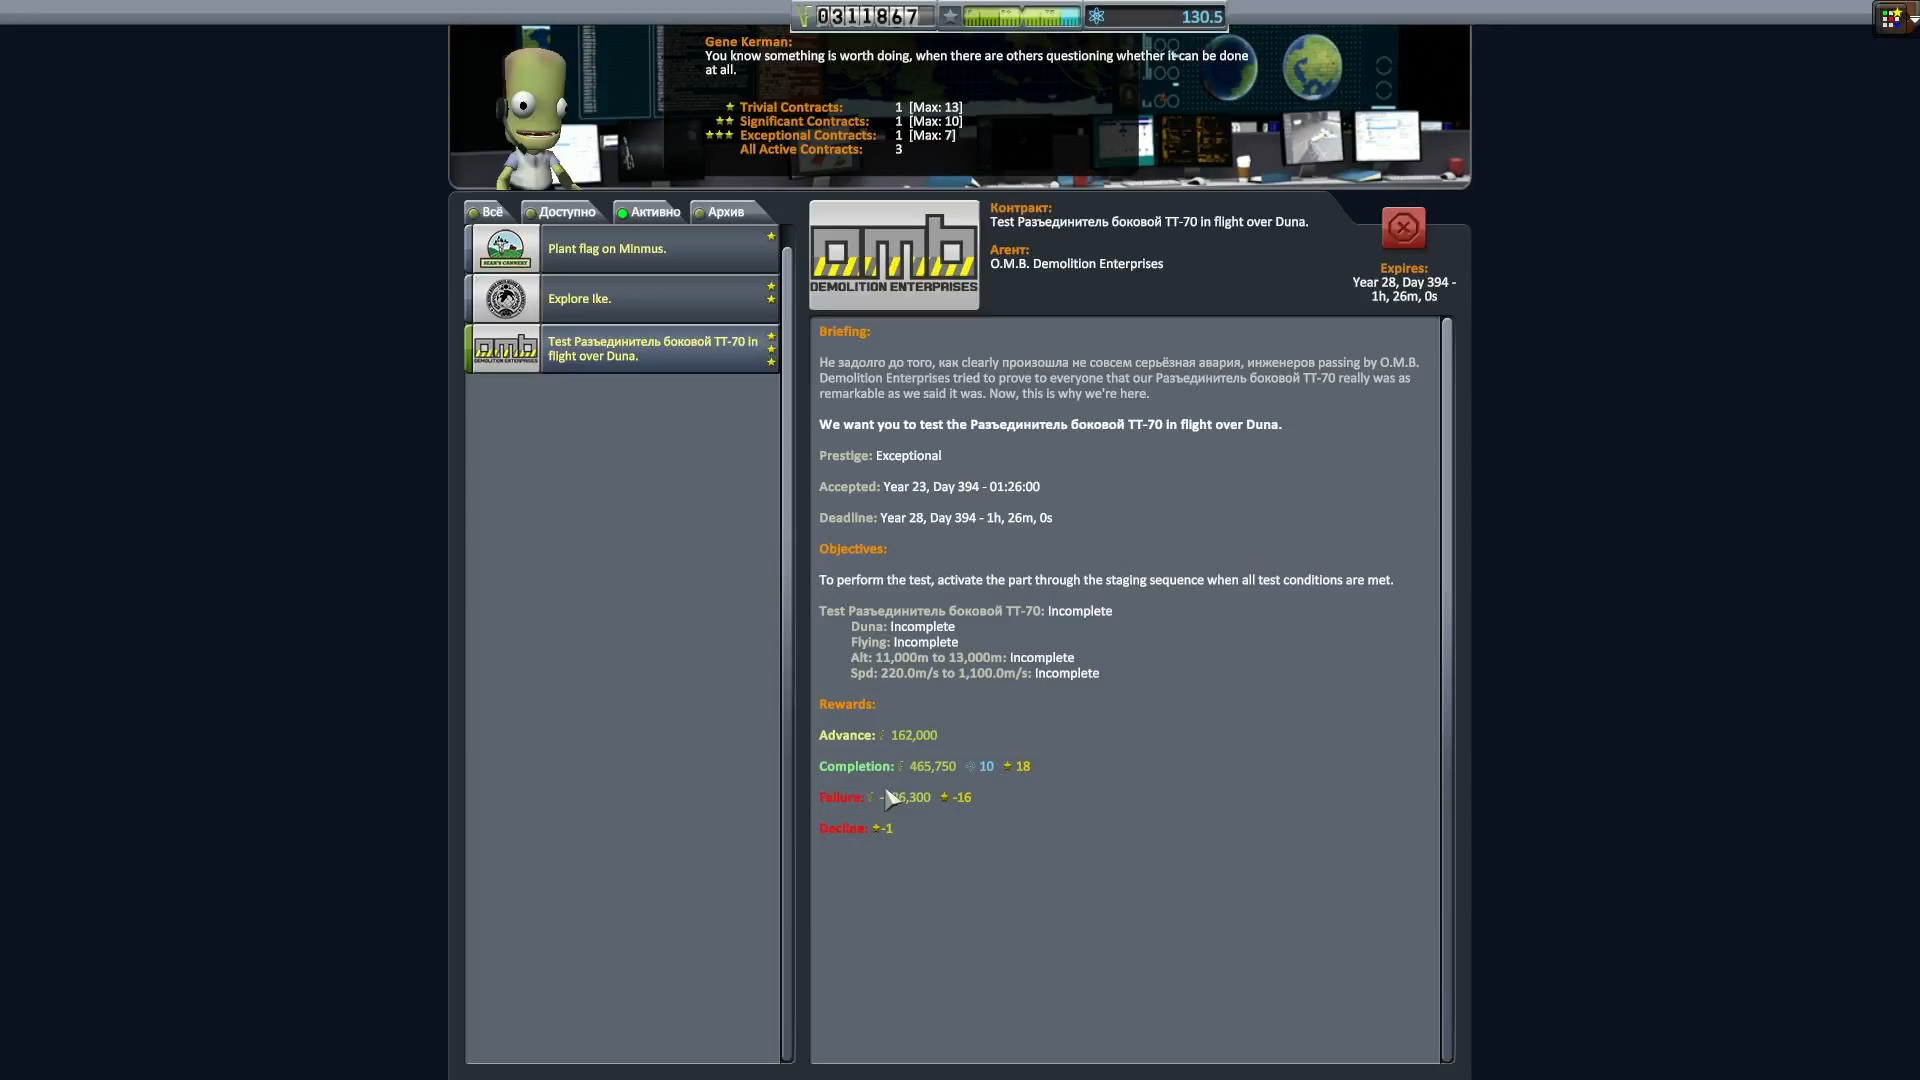 0311867
130.5
Gene Kerman:
You know something is worth doing, when there are others questioning whether it can be done
at all.
Trivial Contracts: 1 [Max: 13]
Significant Contracts: 1 [Max: 10]
Exceptional Contracts: 1 [Max: 7]
All Active Contracts: 3
Всё Доступно Активно Архив
Plant flag on Minmus.
Explore Ike.
Test Разъединитель боковой TT-70 in
flight over Duna.
omb
DEMOLITION ENTERPRISES
Контракт:
Test Разъединитель боковой TT-70 in flight over Duna.
Агент:
O.M.B. Demolition Enterprises
Expires:
Year 28, Day 394 -
1h, 26m, 0s
Briefing:
Не задолго до того, как clearly произошла не совсем серьёзная авария, инженеров passing by O.M.B.
Demolition Enterprises tried to prove to everyone that our Разъединитель боковой TT-70 really was as
remarkable as we said it was. Now, this is why we're here.
We want you to test the Разъединитель боковой TT-70 in flight over Duna.
Prestige: Exceptional
Accepted: Year 23, Day 394 - 01:26:00
Deadline: Year 28, Day 394 - 1h, 26m, 0s
Objectives:
To perform the test, activate the part through the staging sequence when all test conditions are met.
Test Разъединитель боковой TT-70: Incomplete
Duna: Incomplete
Flying: Incomplete
Alt: 11,000m to 13,000m: Incomplete
Spd: 220.0m/s to 1,100.0m/s: Incomplete
Rewards:
Advance: 162,000
Completion: 465,750 10 18
Failure: -16
Decline: -1